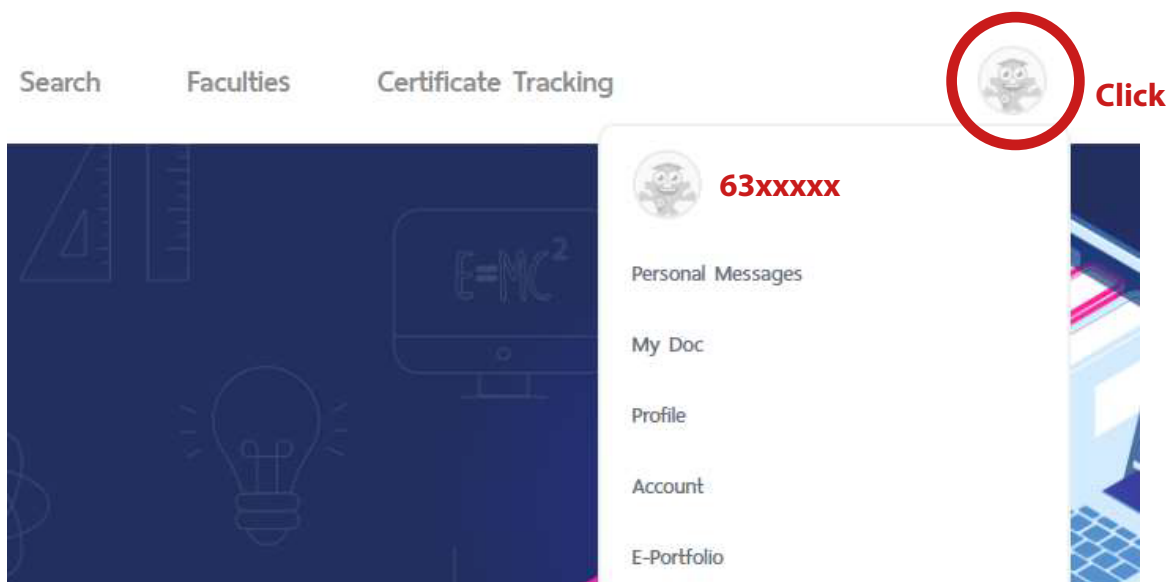 Search Faculties Certificate Tracking
Click
63xxxxx
E=MC²
Personal Messages
My Doc
Profile
Account
E-Portfolio